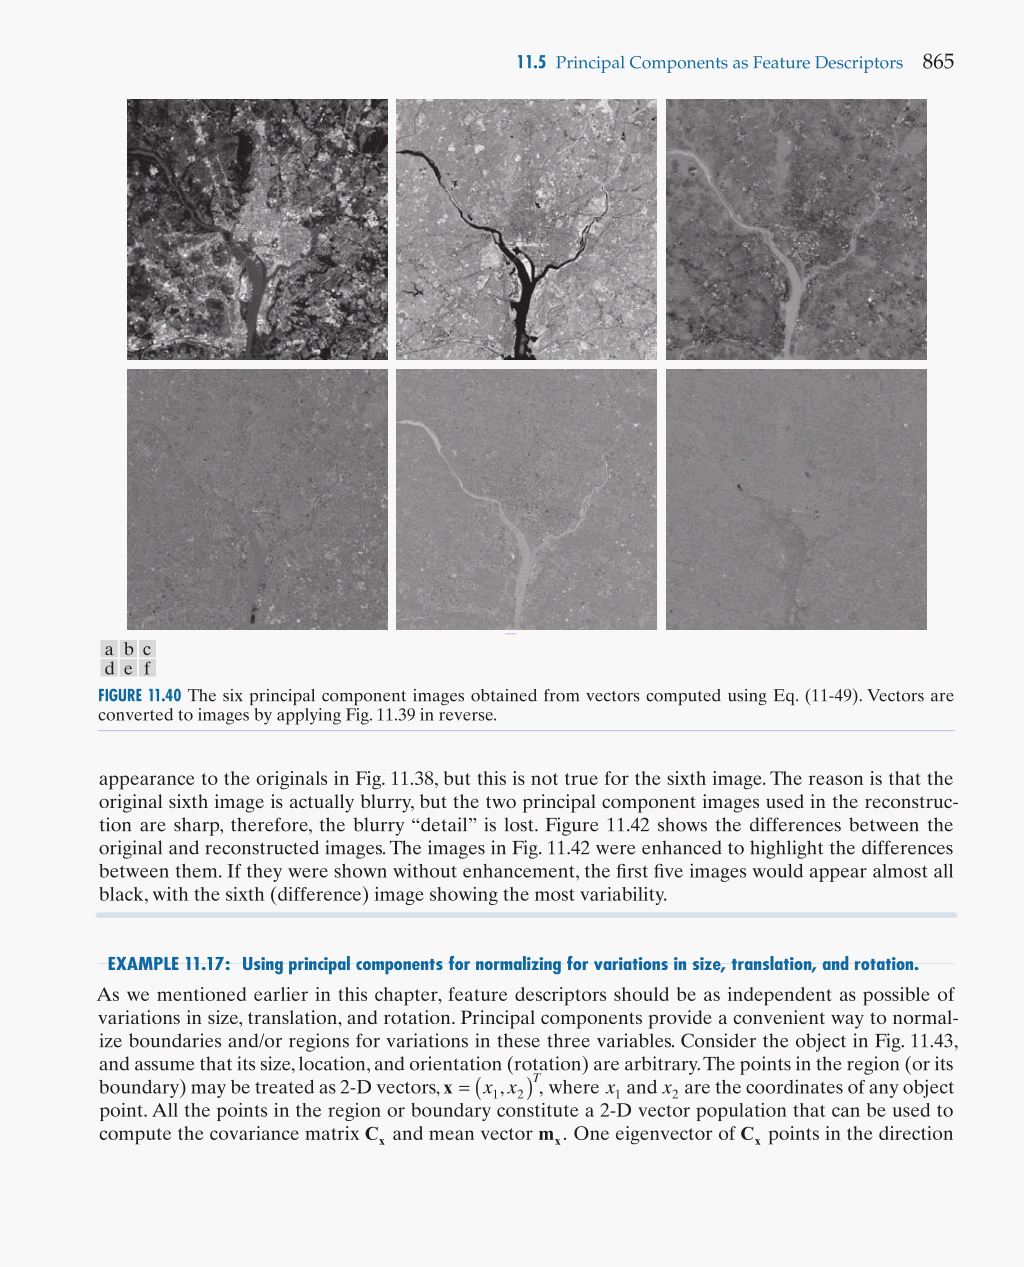 11.5 Principal Components as Feature Descriptors 865
a b c
d e f
FIGURE 11.40 The six principal component images obtained from vectors computed using Eq. (11-49). Vectors are
converted to images by applying Fig. 11.39 in reverse.
appearance to the originals in Fig. 11.38, but this is not true for the sixth image. The reason is that the
original sixth image is actually blurry, but the two principal component images used in the reconstruc-
tion are sharp, therefore, the blurry “detail” is lost. Figure 11.42 shows the differences between the
original and reconstructed images. The images in Fig. 11.42 were enhanced to highlight the differences
between them. If they were shown without enhancement, the first five images would appear almost all
black, with the sixth (difference) image showing the most variability.
EXAMPLE 11.17: Using principal components for normalizing for variations in size, translation, and rotation.
As we mentioned earlier in this chapter, feature descriptors should be as independent as possible of
variations in size, translation, and rotation. Principal components provide a convenient way to normal-
ize boundaries and/or regions for variations in these three variables. Consider the object in Fig. 11.43,
and assume that its size, location, and orientation (rotation) are arbitrary. The points in the region (or its
boundary) may be treated as 2-D vectors, x = (x₁, x₂)ᵀ, where x₁ and x₂ are the coordinates of any object
point. All the points in the region or boundary constitute a 2-D vector population that can be used to
compute the covariance matrix Cₓ and mean vector mₓ. One eigenvector of Cₓ points in the direction